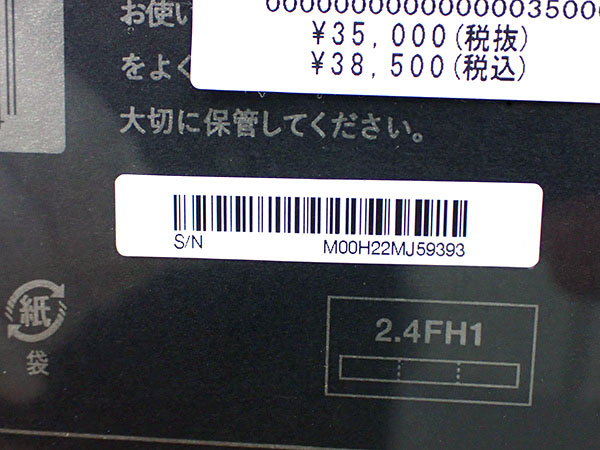 お使い
0000000000000003500
¥35,000(税抜)
¥38,500(税込)
をよく
大切に保管してください。
S/N M00H22MJ59393
紙
袋
2.4FH1